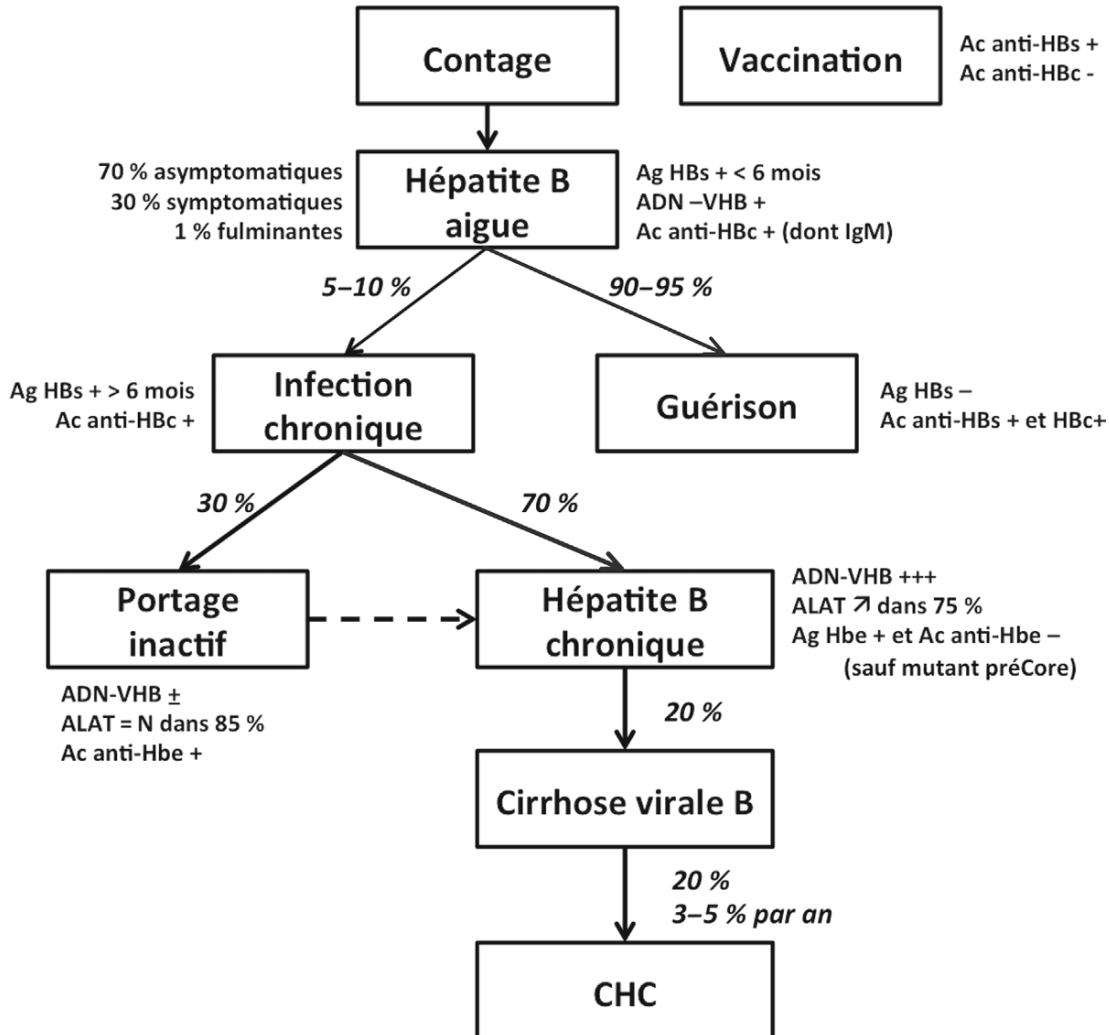 Contage
Vaccination
Ac anti-HBs +
Ac anti-HBc -
70 % asymptomatiques
30 % symptomatiques
1 % fulminantes
Hépatite B
aigue
Ag HBs + < 6 mois
ADN –VHB +
Ac anti-HBc + (dont IgM)
5–10 %
90–95 %
Ag HBs + > 6 mois
Ac anti-HBc +
Infection
chronique
Guérison
Ag HBs –
Ac anti-HBs + et HBc+
30 %
70 %
Portage
inactif
Hépatite B
chronique
ADN-VHB +++
ALAT ↗ dans 75 %
Ag Hbe + et Ac anti-Hbe –
(sauf mutant préCore)
ADN-VHB ±
ALAT = N dans 85 %
Ac anti-Hbe +
20 %
Cirrhose virale B
20 %
3–5 % par an
CHC